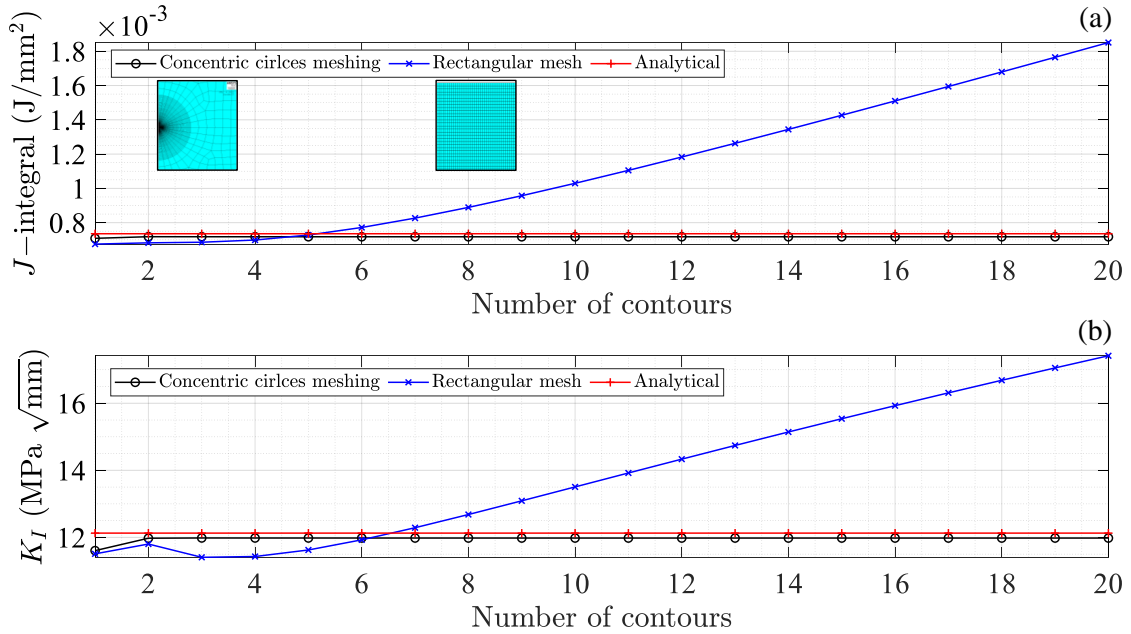 ×10⁻³
(a)
J−integral (J/mm²)
1.8
1.6
1.4
1.2
1
0.8
Concentric cirlces meshing Rectangular mesh Analytical
2 4 6 8 10 12 14 16 18 20
Number of contours
(b)
K_I (MPa √mm)
16
14
12
Concentric cirlces meshing Rectangular mesh Analytical
2 4 6 8 10 12 14 16 18 20
Number of contours